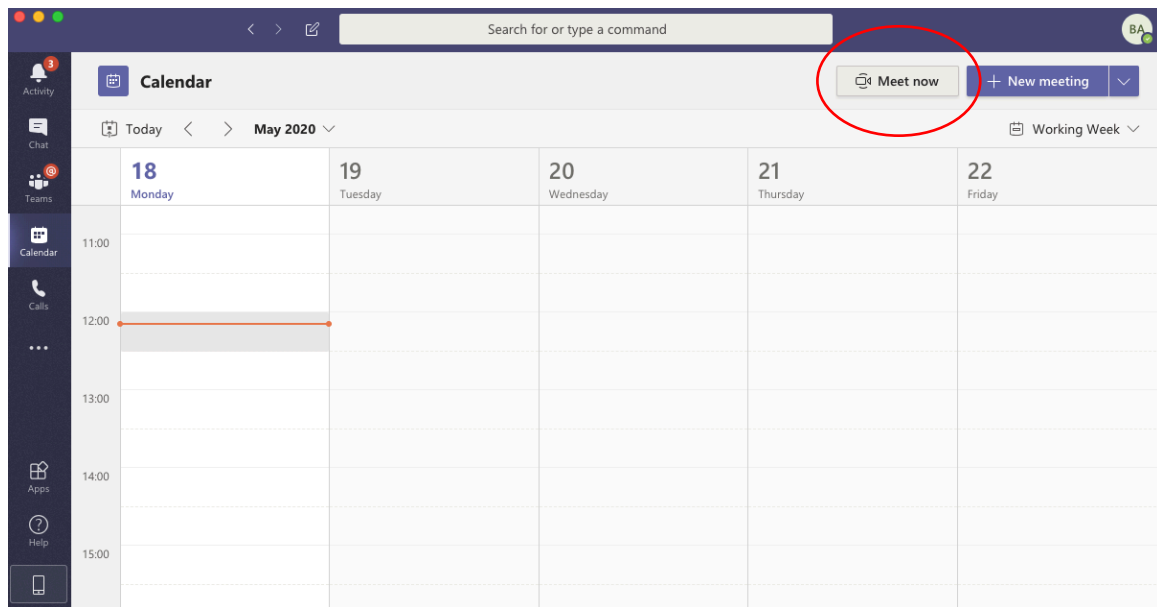 Search for or type a command
BA
3
Activity
Chat
@
Teams
Calendar
Calls
Apps
Help
Calendar
Meet now
New meeting
Today
May 2020
Working Week
18
Monday
19
Tuesday
20
Wednesday
21
Thursday
22
Friday
11:00
12:00
13:00
14:00
15:00